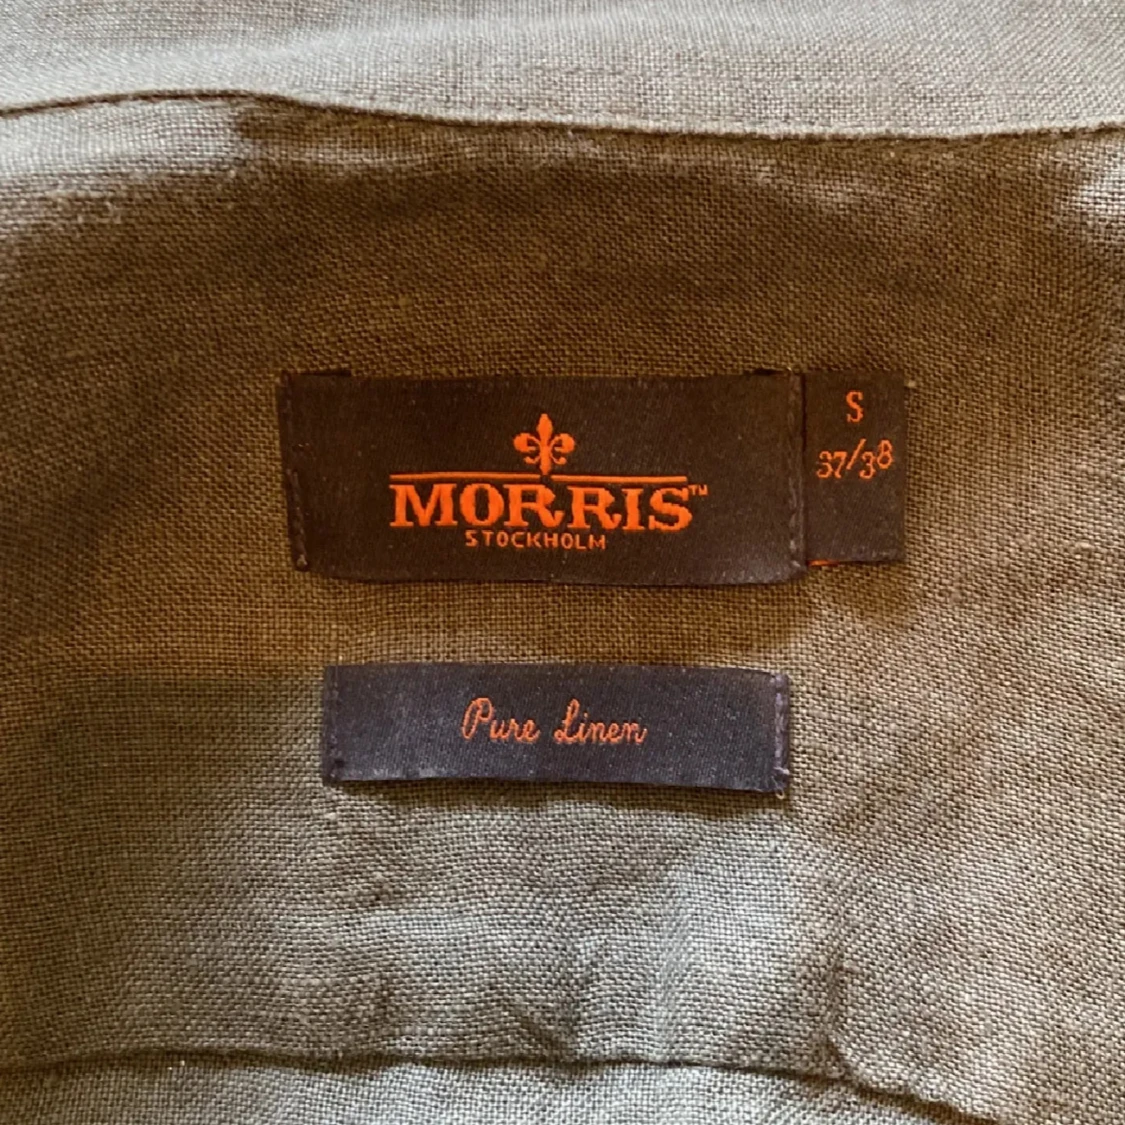 MORRIS™
STOCKHOLM
S
37/38
Pure Linen